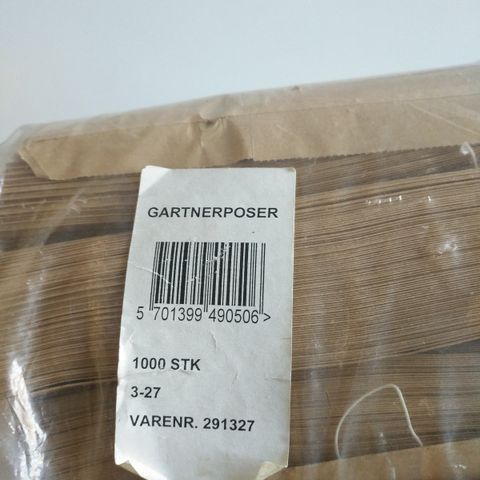 GARTNERPOSER
5 701399 490506 >
1000 STK
3-27
VARENR. 291327